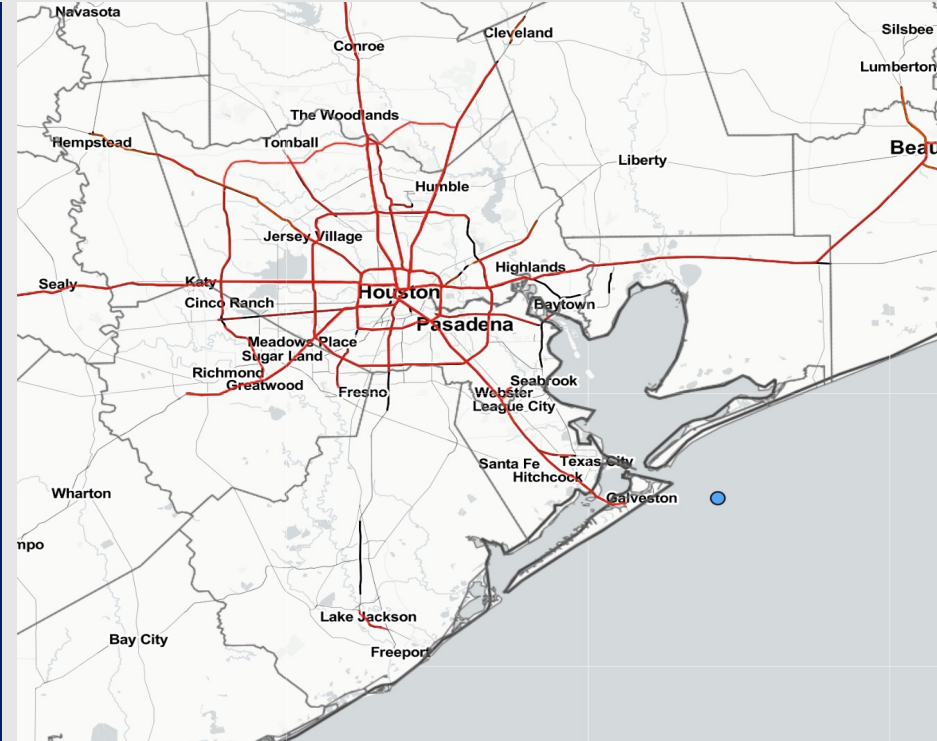 Navasota
Cleveland
Silsbee
Conroe
Lumberton
The Woodlands
Hempstead
Tomball
Beau
Liberty
Humble
Jersey Village
Highlands
Sealy
Katy
Houston
Cinco Ranch
Baytown
Pasadena
Meadows Place
Sugar Land
Richmond
Greatwood
Seabrook
Fresno
Webster
League City
Santa Fe
Texas City
Hitchcock
Wharton
Galveston
mpo
Lake Jackson
Bay City
Freeport